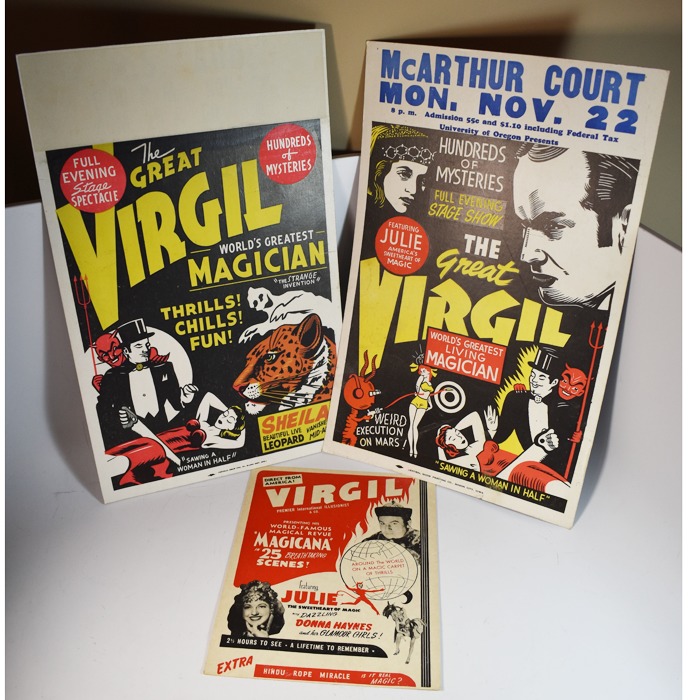 FULL
EVENING
Stage
SPECTACLE
The
GREAT
VIRGIL
HUNDREDS
of
MYSTERIES
WORLD'S GREATEST
MAGICIAN
"THE STRANGE
INVENTION"
THRILLS!
CHILLS!
FUN!
SHEILA
BEAUTIFUL LIVE
LEOPARD
"SAWING A
WOMAN IN HALF"
McARTHUR COURT
MON. NOV. 22
8 p. m. Admission 55c and $1.10 including Federal Tax
University of Oregon Presents
HUNDREDS
OF
MYSTERIES
FULL EVENING
STAGE SHOW
FEATURING
JULIE
AMERICA'S
SWEETHEART OF
MAGIC
THE
Great
VIRGIL
WORLD'S GREATEST
LIVING
MAGICIAN
"WEIRD
EXECUTION
ON MARS!
"SAWING A WOMAN IN HALF"
DIRECT FROM
AMERICA!
VIRGIL
PREMIER International ILLUSIONIST
& CO.
PRESENTING HIS
WORLD-FAMOUS
MAGICAL REVUE
"MAGICANA"
IN 25 BREATHTAKING
SCENES!
AROUND The WORLD
ON A MAGIC CARPET
OF THRILLS
featuring
JULIE
THE SWEETHEART OF MAGIC
DAZZLING
DONNA HAYNES
and her GLAMOUR GIRLS!
2½ HOURS TO SEE - A LIFETIME TO REMEMBER -
EXTRA
HINDU ROPE MIRACLE IS IT REAL
MAGIC?